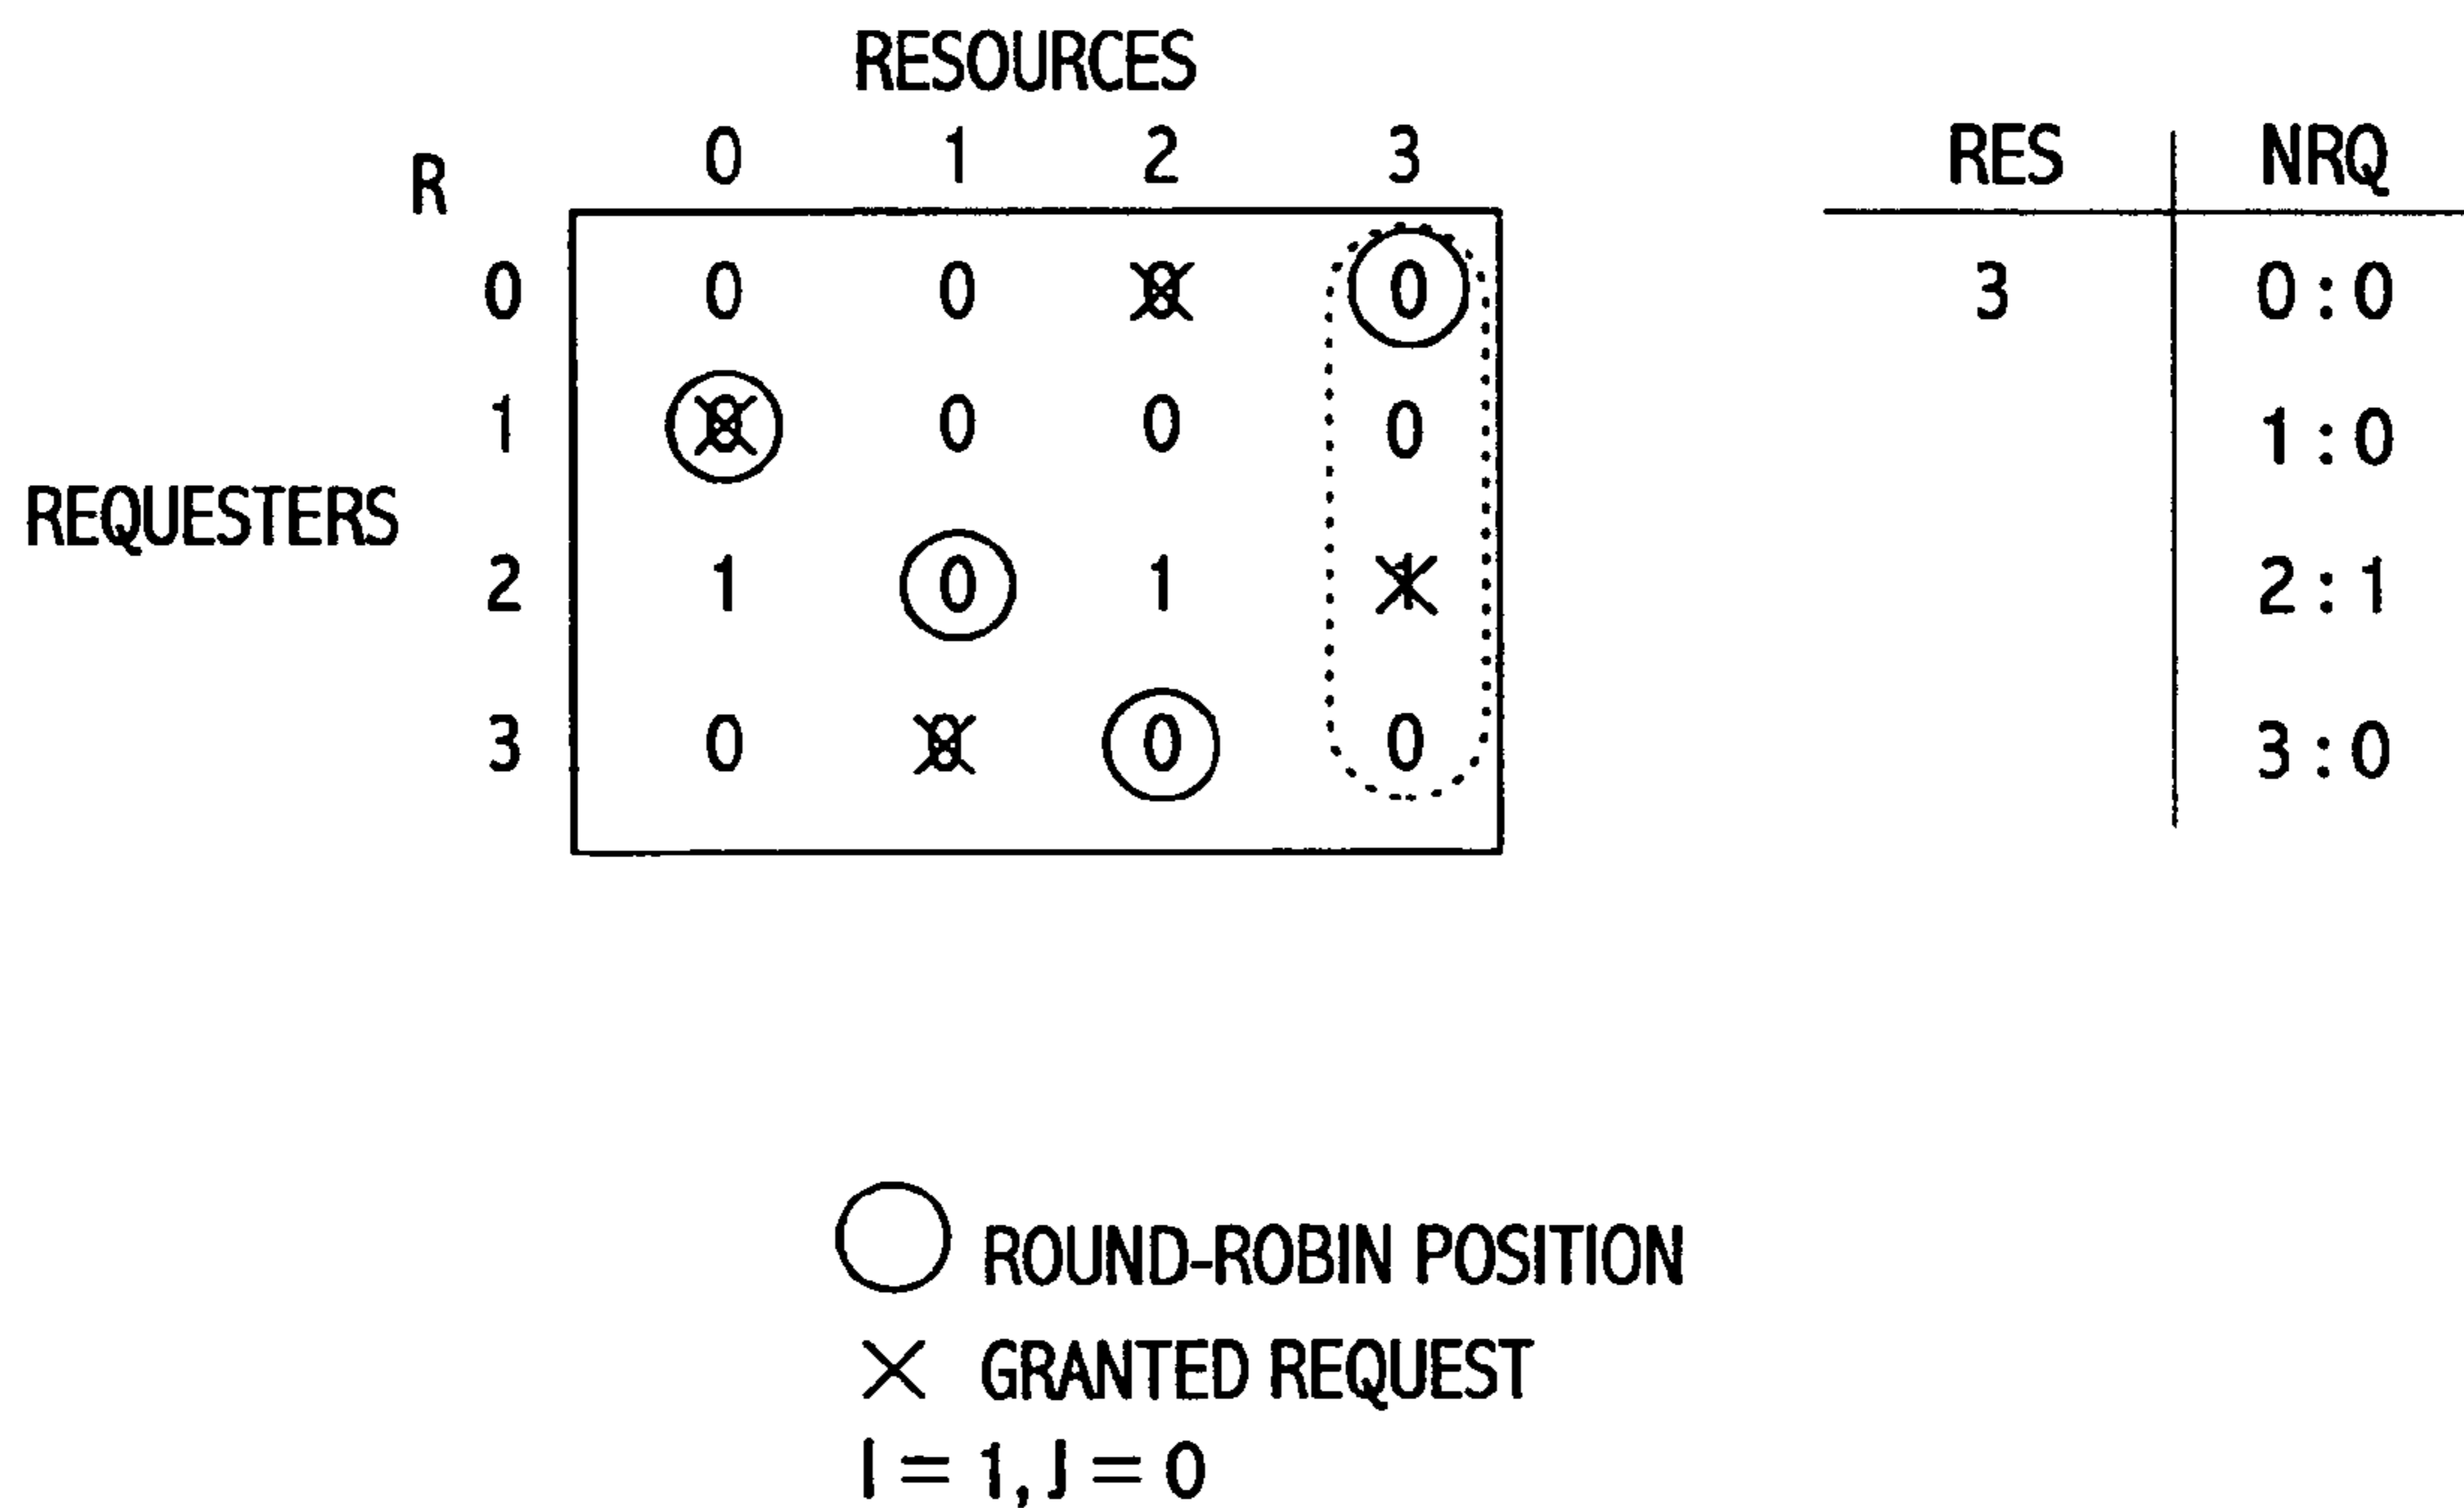 RESOURCES
R 0 1 2 3
0 0 0 0 0
1 0 0 0 0
REQUESTERS
2 1 0 1 1
3 0 0 0 0
RES NRQ
3 0:0
1:0
2:1
3:0
ROUND-ROBIN POSITION
X GRANTED REQUEST
I = 1, J = 0